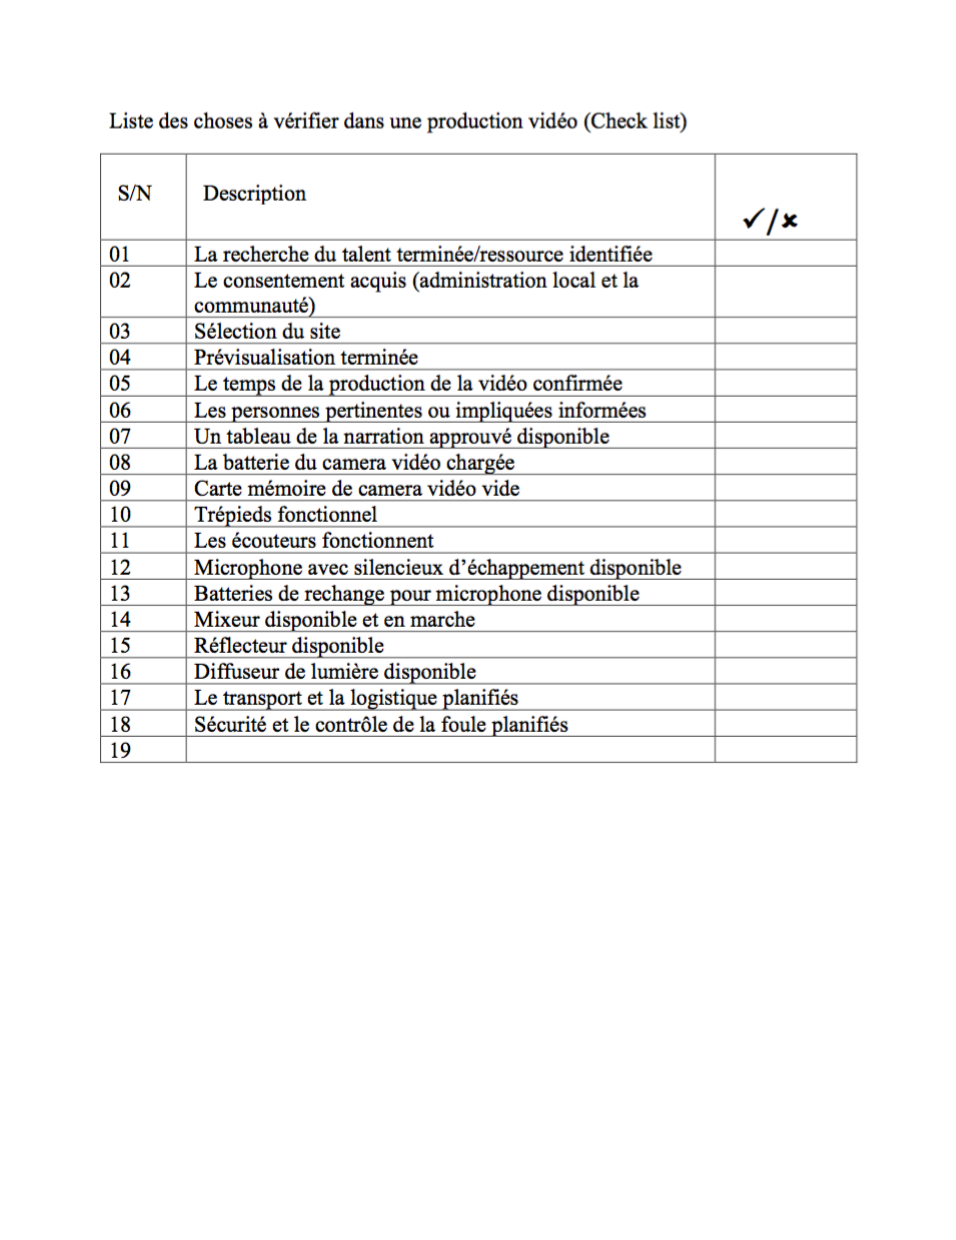 Liste des choses à vérifier dans une production vidéo (Check list)
S/N Description ✓/✗
01 La recherche du talent terminée/ressource identifiée
02 Le consentement acquis (administration local et la
communauté)
03 Sélection du site
04 Prévisualisation terminée
05 Le temps de la production de la vidéo confirmée
06 Les personnes pertinentes ou impliquées informées
07 Un tableau de la narration approuvé disponible
08 La batterie du camera vidéo chargée
09 Carte mémoire de camera vidéo vide
10 Trépieds fonctionnel
11 Les écouteurs fonctionnent
12 Microphone avec silencieux d’échappement disponible
13 Batteries de rechange pour microphone disponible
14 Mixeur disponible et en marche
15 Réflecteur disponible
16 Diffuseur de lumière disponible
17 Le transport et la logistique planifiés
18 Sécurité et le contrôle de la foule planifiés
19